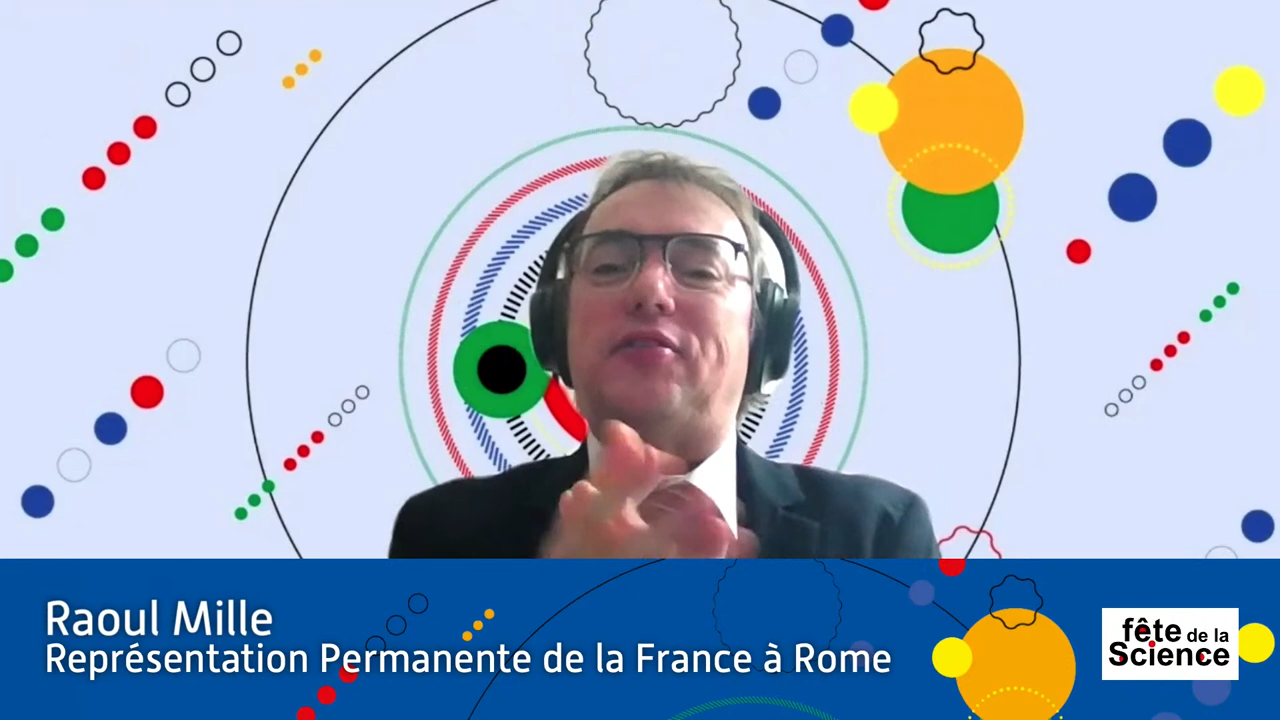 Raoul Mille
Représentation Permanente de la France à Rome
fête de la
Science